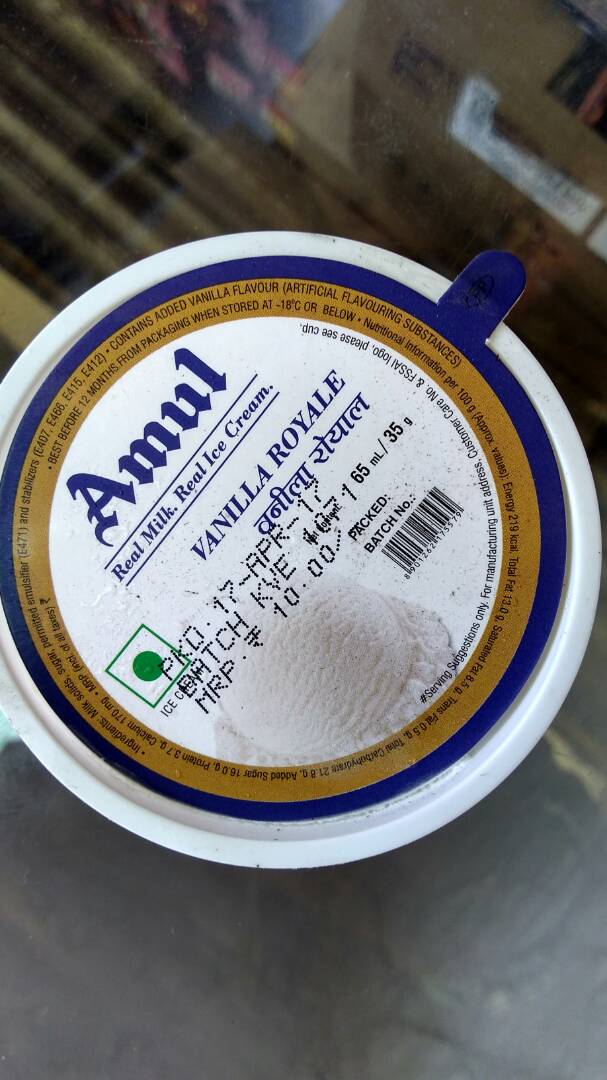 Amul
Real Milk. Real Ice Cream.
VANILLA ROYALE
वनीला रोयाल
65 mL / 35 g
PACKED:
BATCH No.:
PKD. 17-APR-17
BATCH KVE
MRP. ₹ 10.00/
ICE CREAM
• Ingredients: Milk solids, sugar, permitted emulsifier (E471) and stabilizers (E407, E466, E415, E412) - CONTAINS ADDED VANILLA FLAVOUR (ARTIFICIAL FLAVOURING SUBSTANCES)
• MRP (incl. of all taxes) ₹
• BEST BEFORE 12 MONTHS FROM PACKAGING WHEN STORED AT -18°C OR BELOW • Nutritional Information per 100 g (Approx. values): Energy 219 kcal, Total Fat 13.0 g, Saturated Fat 8.5 g, Trans Fat 0.5 g, Total Carbohydrate 21.8 g, Added Sugar 16.0 g, Protein 3.7 g, Calcium 170 mg
#Serving Suggestions only. For manufacturing unit address, Customer Care No & FSSAI logo, please see cup.